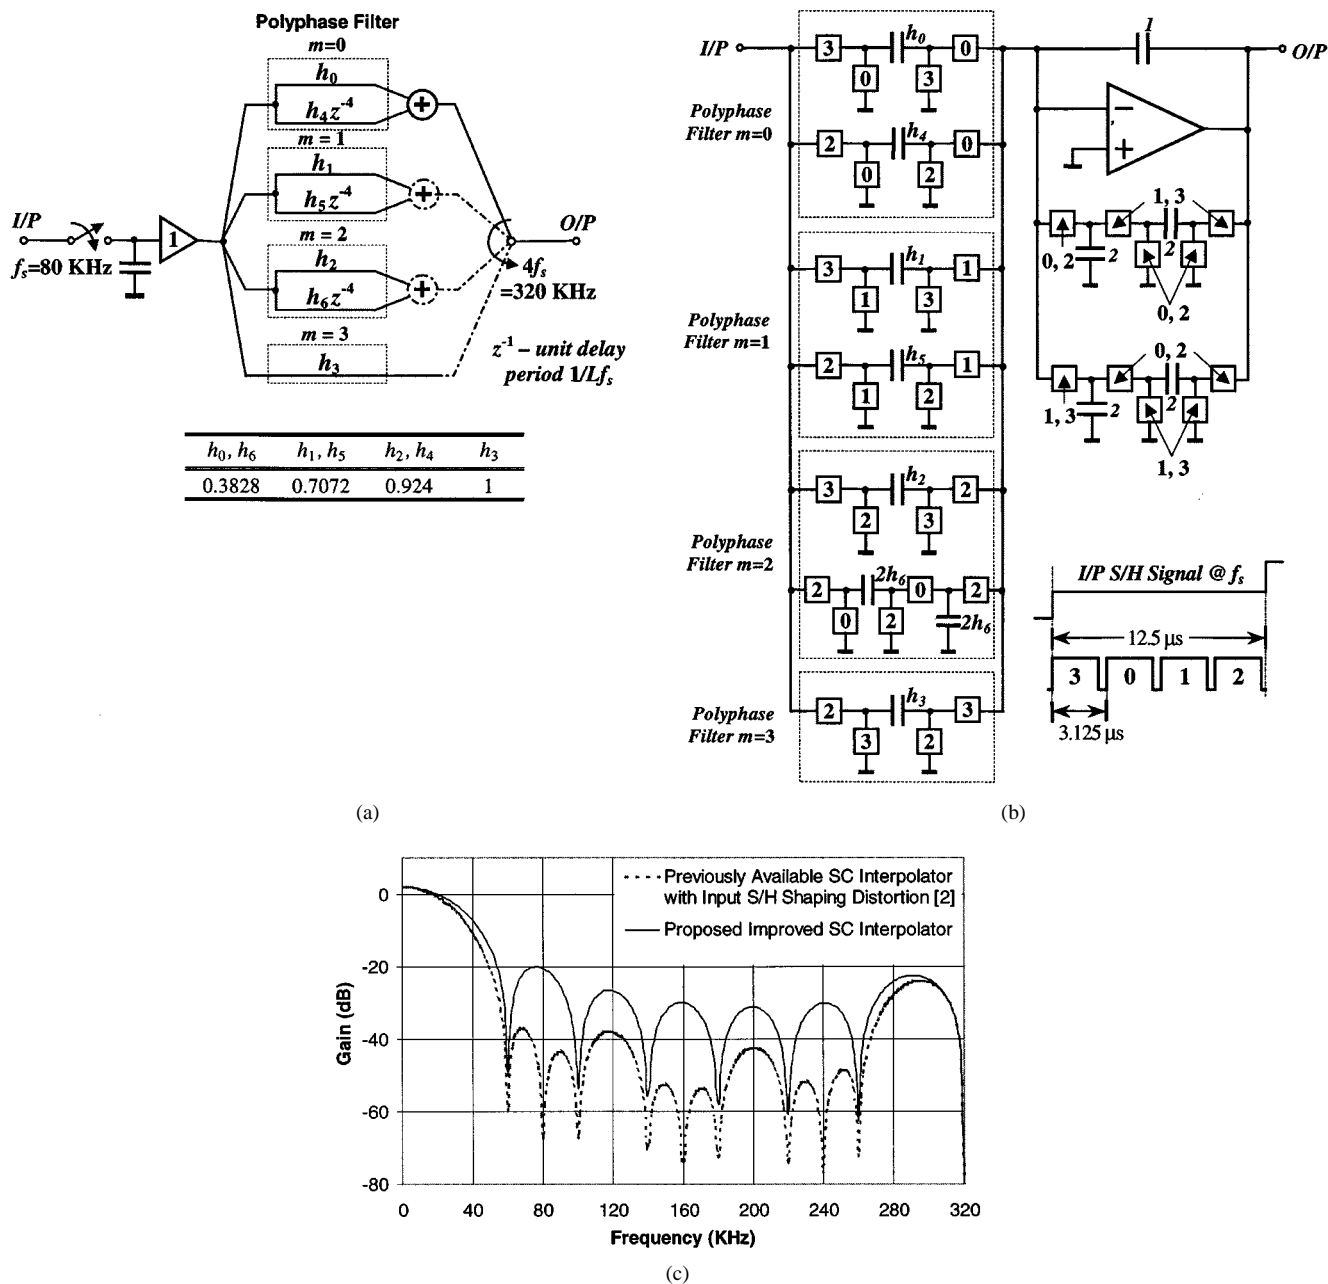 Polyphase Filter
m=0
h0
h4z-4
m = 1
h1
h5z-4
m = 2
h2
h6z-4
m = 3
h3
I/P
fs=80 KHz
1
O/P
4fs
=320 KHz
z-1 – unit delay
period 1/Lfs
h0, h6 h1, h5 h2, h4 h3
0.3828 0.7072 0.924 1
(a)
I/P
3 h0 0
0 3
Polyphase
Filter m=0
2 h4 0
0 2
3 h1 1
1 3
Polyphase
Filter m=1
2 h5 1
1 2
3 h2 2
2 3
Polyphase
Filter m=2
2 2h6 0 2
0 2 2h6
Polyphase
Filter m=3
2 h3 3
3 2
1
O/P
−
+
1, 3
0, 2 2 2
0, 2
0, 2
1, 3 2 2
1, 3
I/P S/H Signal @ fs
12.5 µs
3 0 1 2
3.125 µs
(b)
Previously Available SC Interpolator
with Input S/H Shaping Distortion [2]
Proposed Improved SC Interpolator
Gain (dB)
0
-20
-40
-60
-80
0 40 80 120 160 200 240 280 320
Frequency (KHz)
(c)